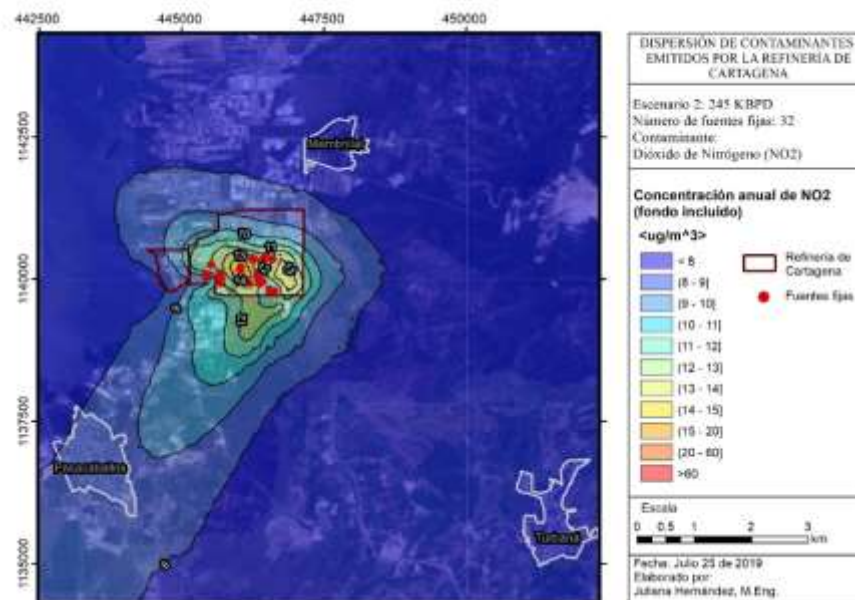 442500 445000 447500 450000
1142500
1140000
1137500
1135000
Membrillal
Pasacaballos
Turbana
10
12
8
DISPERSIÓN DE CONTAMINANTES
EMITIDOS POR LA REFINERÍA DE
CARTAGENA
Escenario 2: 245 KBPD
Número de fuentes fijas: 32
Contaminante:
Dióxido de Nitrógeno (NO2)
Concentración anual de NO2
(fondo incluido)
<ug/m^3>
< 8
(8 - 9]
(9 - 10]
(10 - 11]
(11 - 12]
(12 - 13]
(13 - 14]
(14 - 15]
(15 - 20]
(20 - 60]
>60
Refinería de
Cartagena
Fuentes fijas
Escala
0 0.5 1 2 3
km
Fecha: Julio 25 de 2019
Elaborado por:
Juliana Hernández, M.Eng.